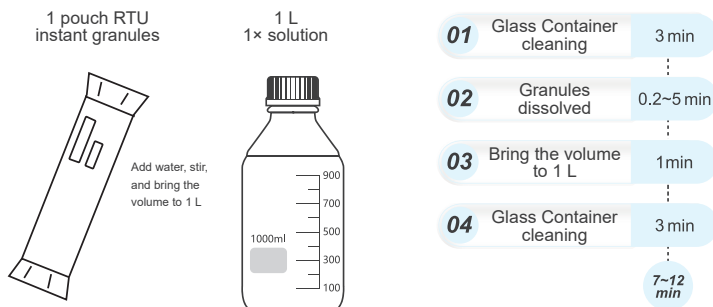 1 pouch RTU
instant granules
1 L
1× solution
Add water, stir,
and bring the
volume to 1 L
1000ml
900
700
500
300
100
01 Glass Container
cleaning
3 min
02 Granules
dissolved
0.2~5 min
03 Bring the volume
to 1 L
1min
04 Glass Container
cleaning
3 min
7~12
min